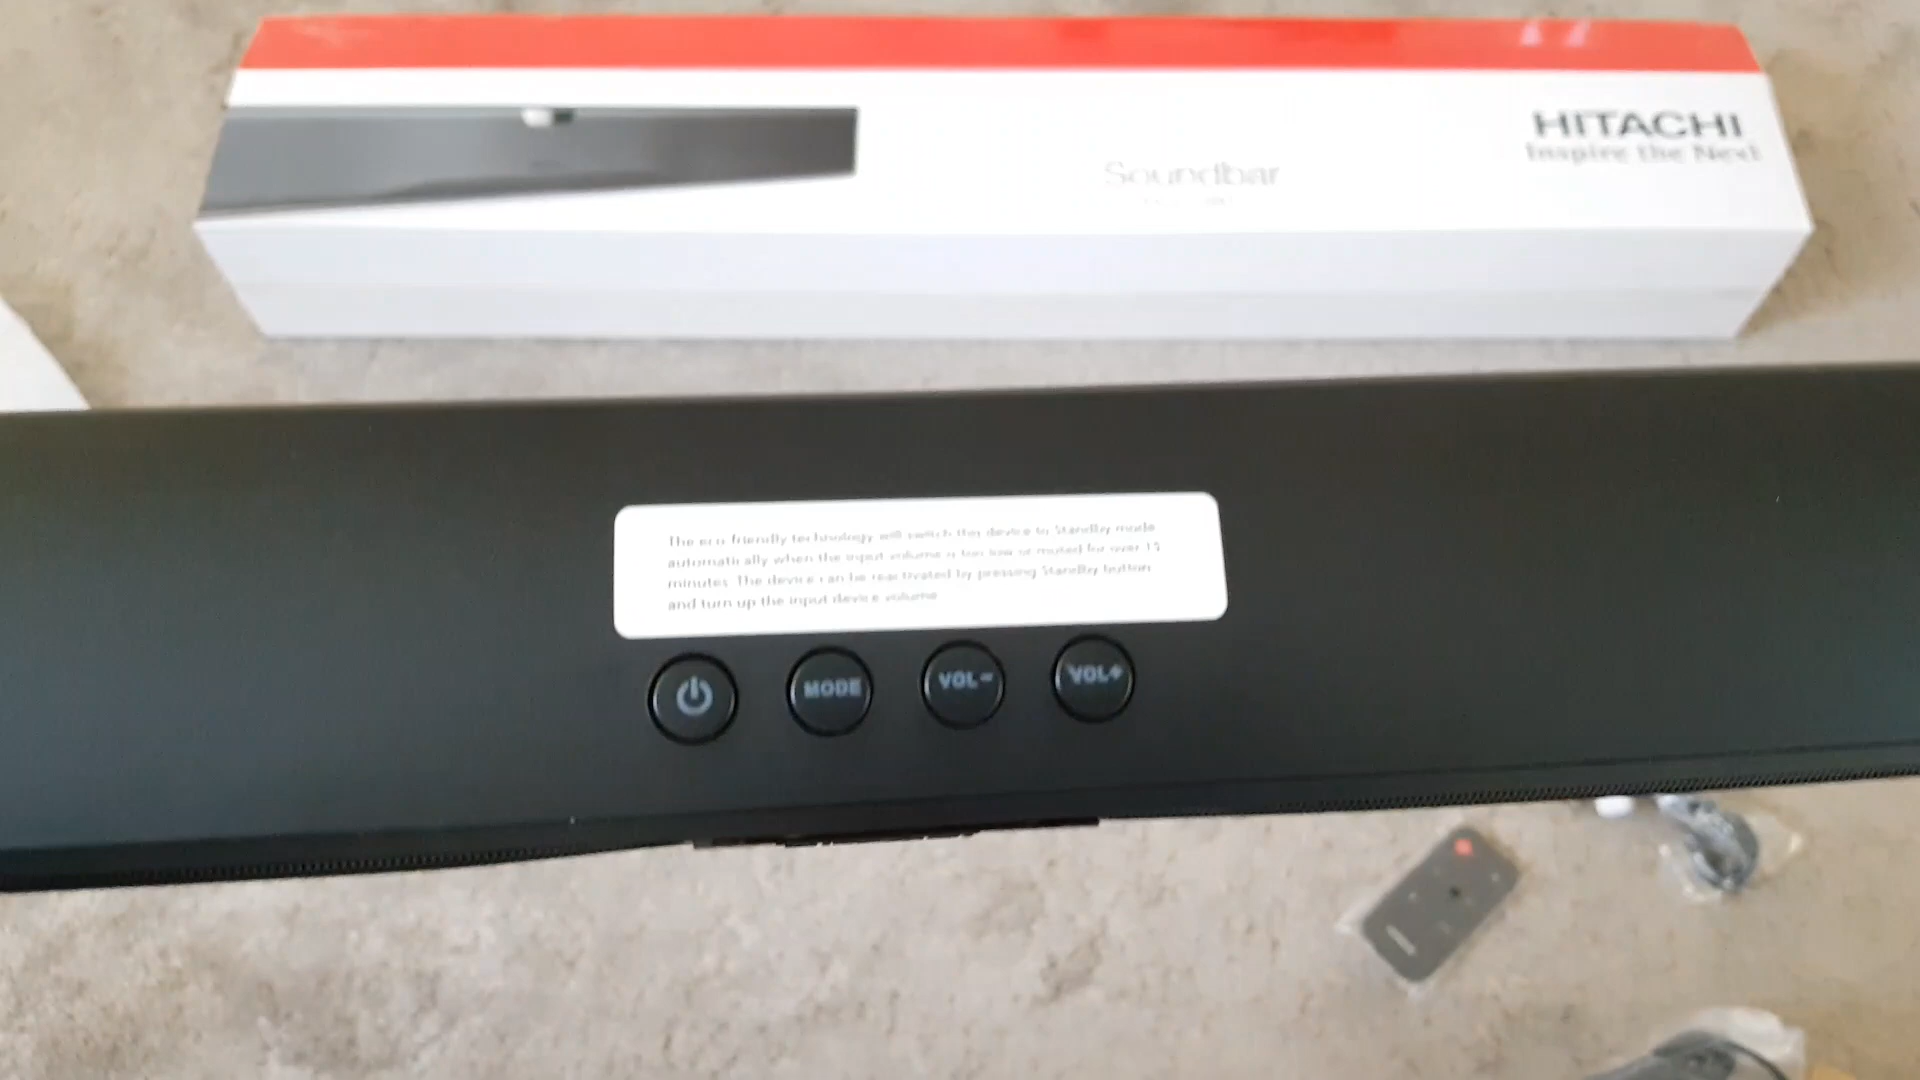 HITACHI
Inspire the Next
Soundbar
The eco friendly technology will switch this device to Standby mode
automatically when the input volume is too low or muted for over 15
minutes. The device can be reactivated by pressing Standby button
and turn up the input device volume
MODE
VOL-
VOL+